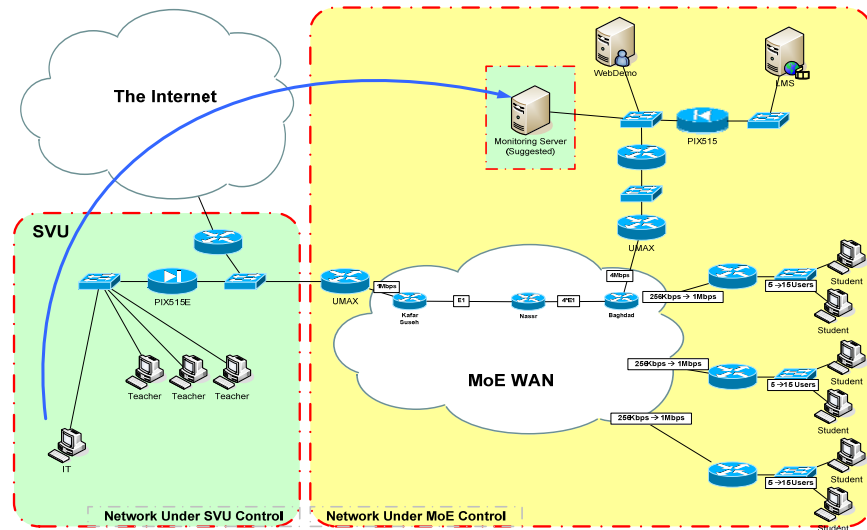 The Internet
WebDemo
LMS
Monitoring Server
(Suggested)
PIX515
SVU
UMAX
PIX515E
UMAX
1Mbps
Kafar
Suseh
E1
Nassr
4*E1
Baghdad
4Mbps
256Kbps → 1Mbps
5 → 15 Users
Student
Student
MoE WAN
256Kbps → 1Mbps
5 → 15 Users
Student
Student
256Kbps → 1Mbps
5 → 15 Users
Student
Student
Teacher
Teacher
Teacher
IT
Network Under SVU Control
Network Under MoE Control